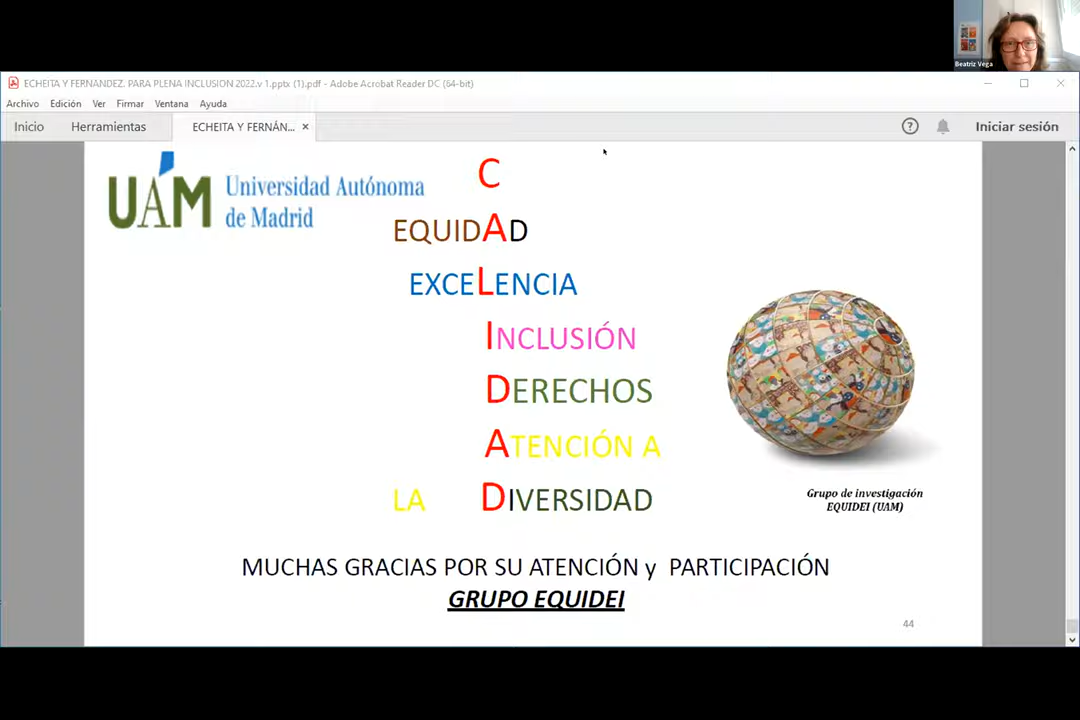 Beatriz Vega
ECHEITA Y FERNANDEZ. PARA PLENA INCLUSION 2022.v 1.pptx (1).pdf - Adobe Acrobat Reader DC (64-bit)
Archivo Edición Ver Firmar Ventana Ayuda
Inicio Herramientas ECHEITA Y FERNÁN... Iniciar sesión
UAM Universidad Autónoma
de Madrid
C
EQUIDAD
EXCELENCIA
INCLUSIÓN
DERECHOS
ATENCIÓN A
LA DIVERSIDAD
Grupo de investigación
EQUIDEI (UAM)
MUCHAS GRACIAS POR SU ATENCIÓN y PARTICIPACIÓN
GRUPO EQUIDEI
44